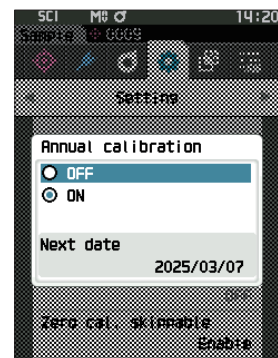 SCI M 14:20
Sample 0009
Setting
Annual calibration
OFF
ON
Next date
2025/03/07
OFF
Zero cal. skippable
Enable